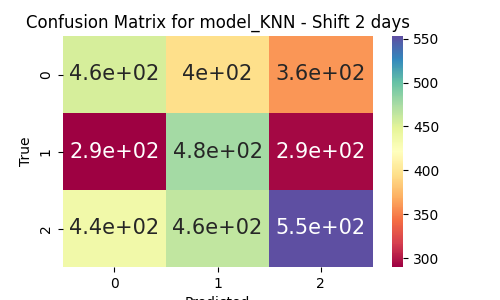 Confusion Matrix for model_KNN - Shift 2 days
0 4.6e+02 4e+02 3.6e+02
1 2.9e+02 4.8e+02 2.9e+02
2 4.4e+02 4.6e+02 5.5e+02
True
0 1 2
Predicted
550
500
450
400
350
300